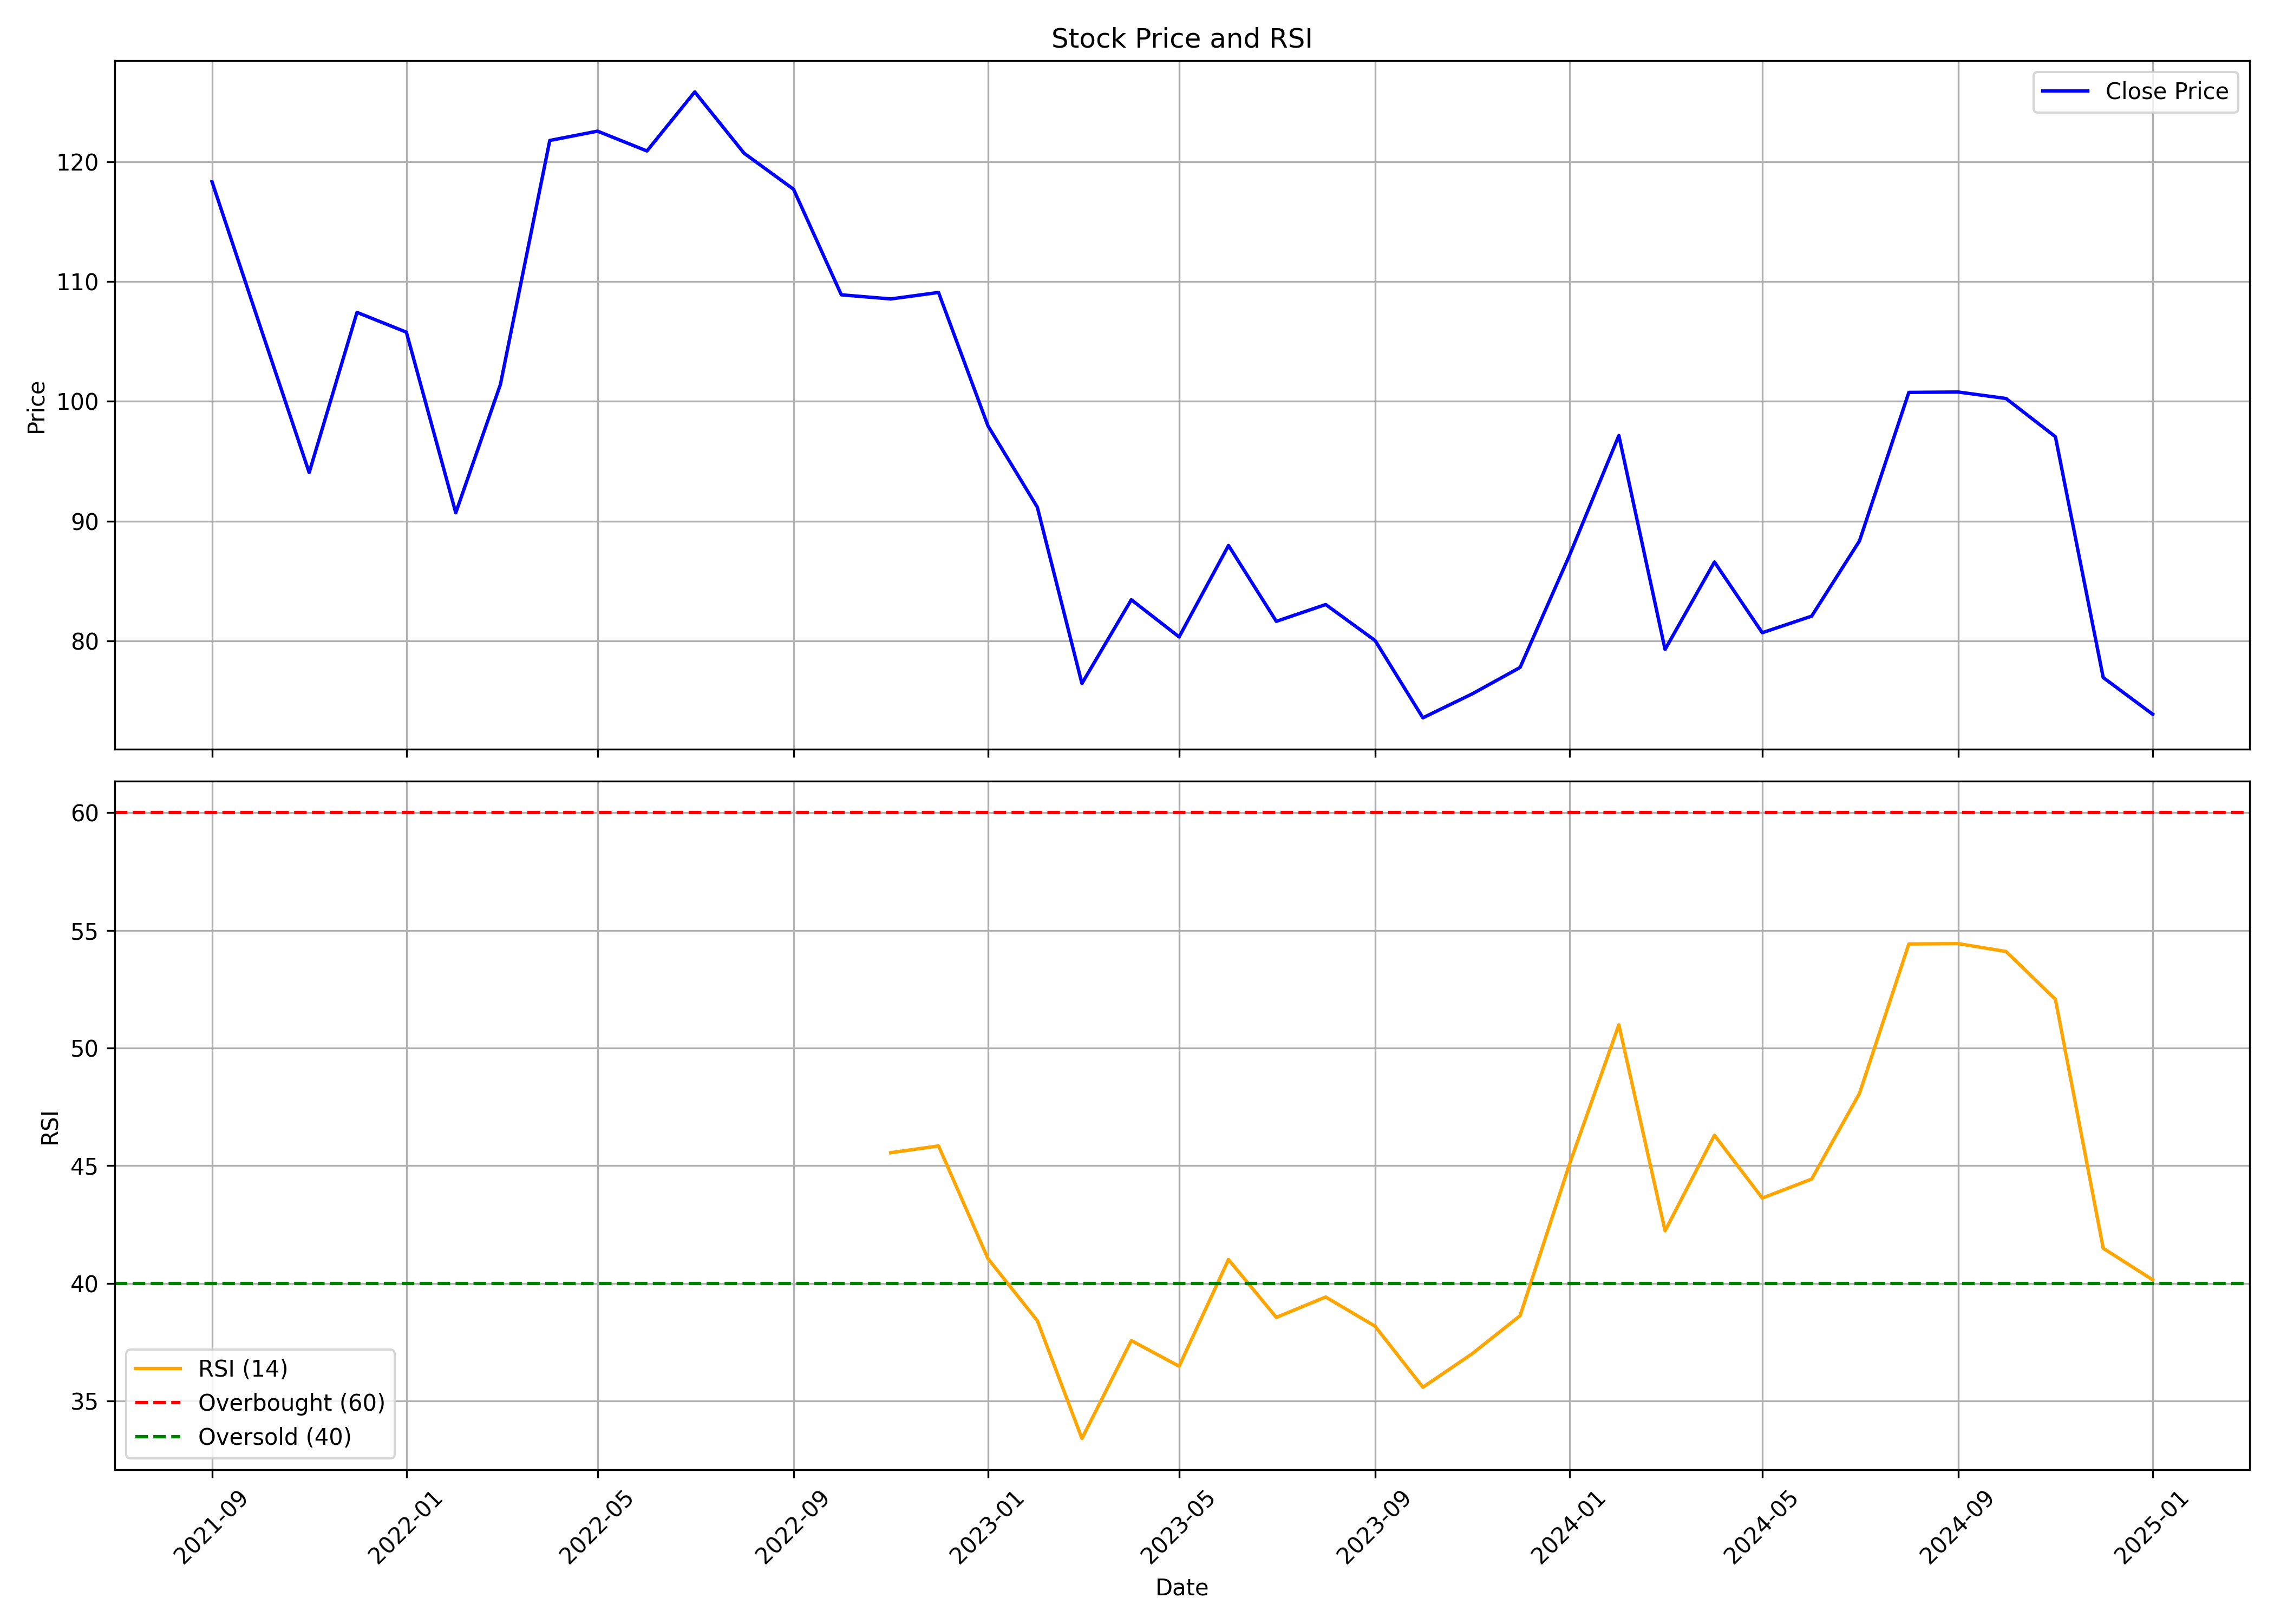 Stock Price and RSI
Close Price
Price
120
110
100
90
80
RSI
60
55
50
45
40
35
RSI (14)
Overbought (60)
Oversold (40)
2021-09
2022-01
2022-05
2022-09
2023-01
2023-05
2023-09
2024-01
2024-05
2024-09
2025-01
Date